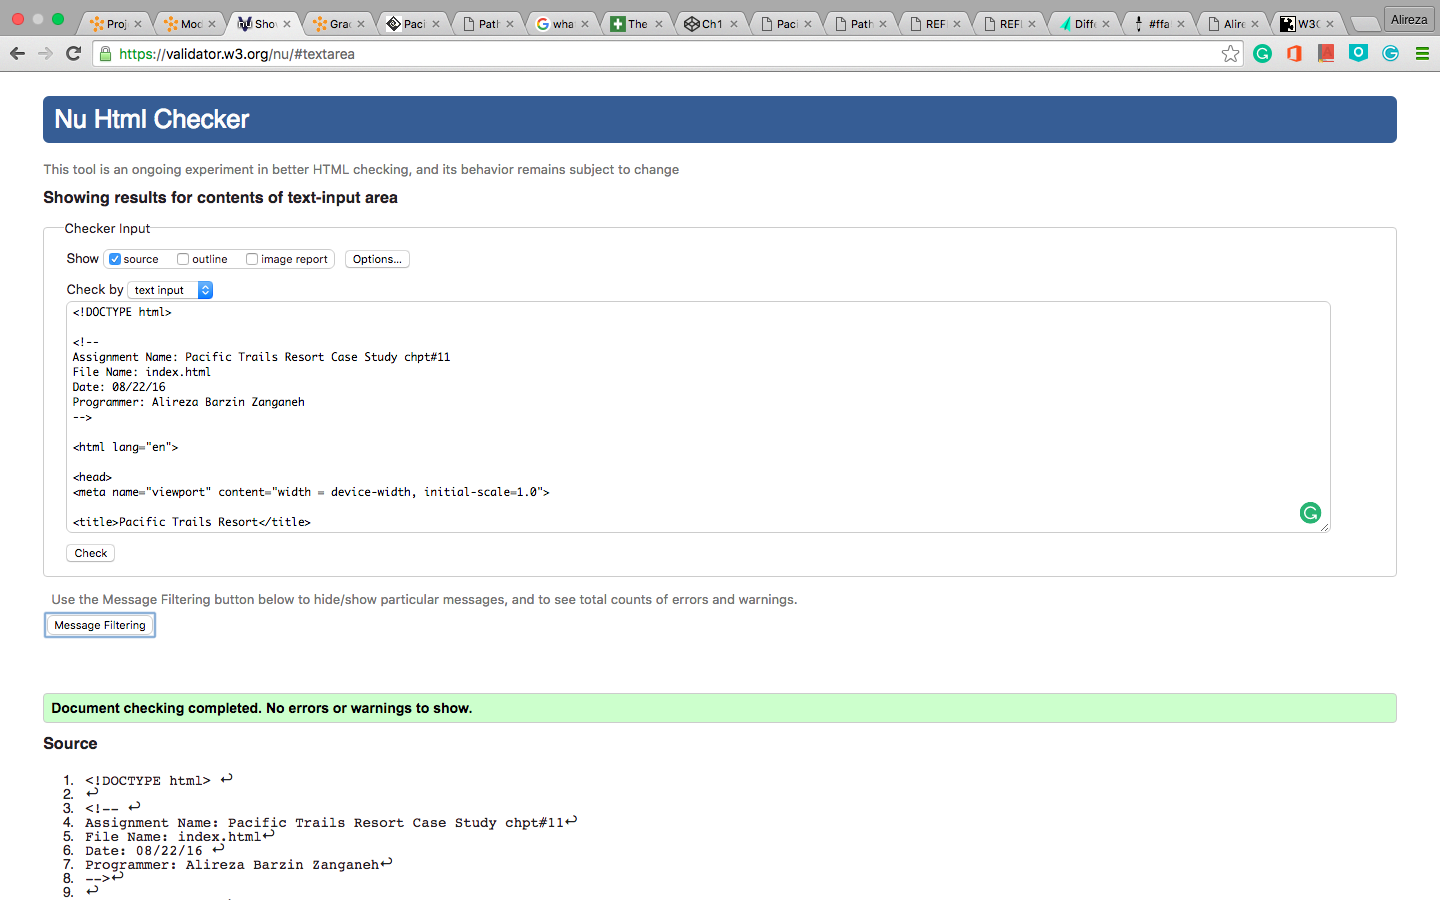 Proj Mod Sho Grac Paci Path wha The Ch1 Paci Path REF REF Diffe #ffa Alire W3C Alireza
https://validator.w3.org/nu/#textarea
Nu Html Checker
This tool is an ongoing experiment in better HTML checking, and its behavior remains subject to change
Showing results for contents of text-input area
Checker Input
Show source outline image report Options...
Check by text input
<!DOCTYPE html>
<!--
Assignment Name: Pacific Trails Resort Case Study chpt#11
File Name: index.html
Date: 08/22/16
Programmer: Alireza Barzin Zanganeh
-->
<html lang="en">
<head>
<meta name="viewport" content="width = device-width, initial-scale=1.0">
<title>Pacific Trails Resort</title>
Check
Use the Message Filtering button below to hide/show particular messages, and to see total counts of errors and warnings.
Message Filtering
Document checking completed. No errors or warnings to show.
Source
1. <!DOCTYPE html> ↩
2. ↩
3. <!-- ↩
4. Assignment Name: Pacific Trails Resort Case Study chpt#11↩
5. File Name: index.html↩
6. Date: 08/22/16 ↩
7. Programmer: Alireza Barzin Zanganeh↩
8. -->↩
9. ↩